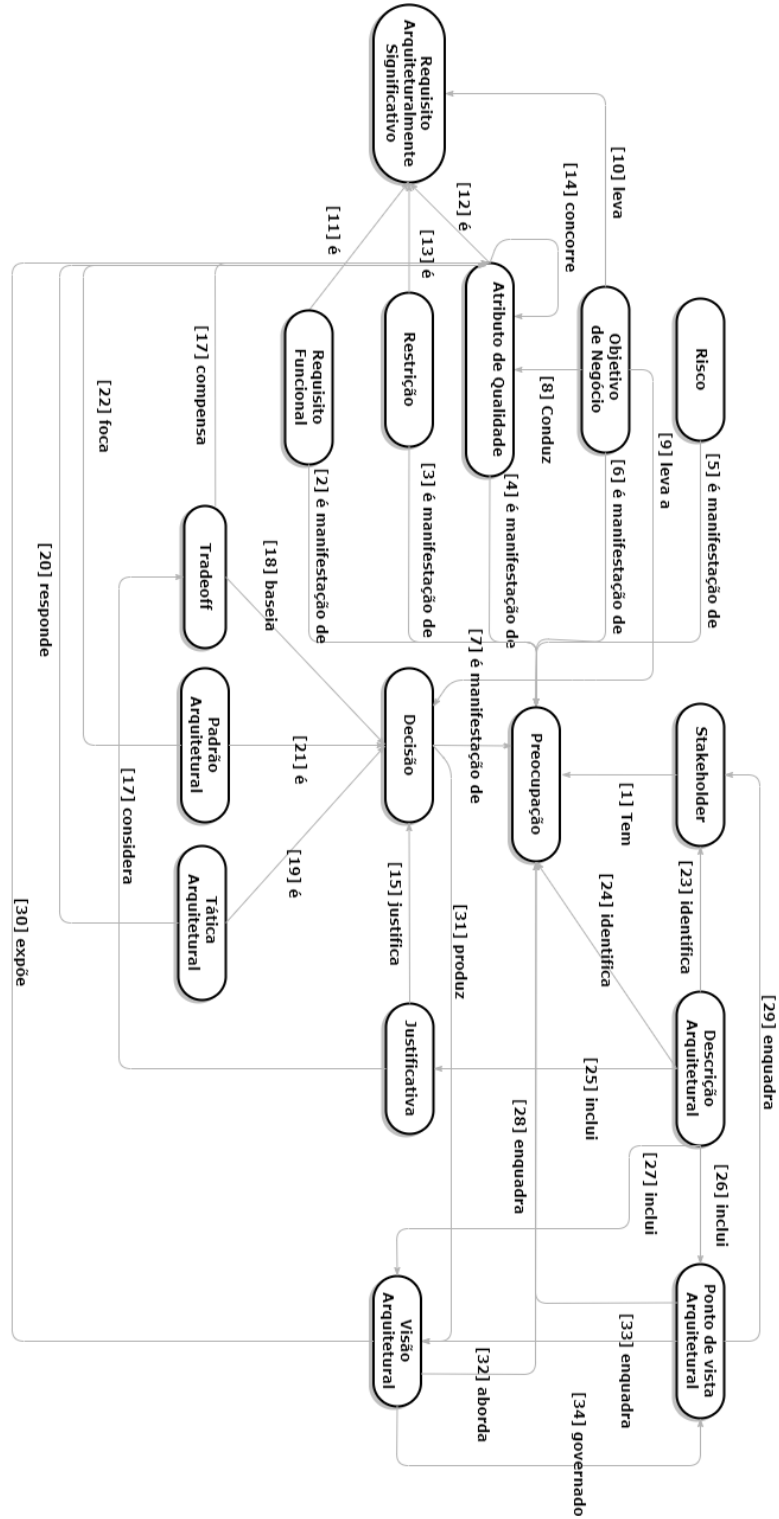 Risco
Stakeholder
Descrição
Arquitetural
Ponto de vista
Arquitetural
[29] enquadra
[5] é manifestação de
[23] identifica
[26] inclui
[9] leva a
[1] Tem
[27] inclui
[33] enquadra
[10] leva
Objetivo
de Negócio
[6] é manifestação de
[24] identifica
[25] inclui
[34] governado
[14] concorre
[8] Conduz
Preocupação
[28] enquadra
Atributo de Qualidade
[4] é manifestação de
[12] é
[7] é manifestação de
[31] produz
[32] aborda
Requisito
Arquiteturalmente
Significativo
[13] é
Restrição
[3] é manifestação de
Decisão
[15] justifica
Justificativa
Visão
Arquitetural
[11] é
Requisito
Funcional
[2] é manifestação de
[18] baseia
[21] é
[19] é
[17] compensa
Tradeoff
Padrão
Arquitetural
Tática
Arquitetural
[22] foca
[17] considera
[20] responde
[30] expõe